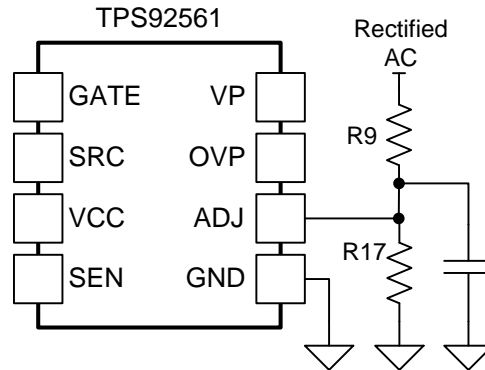 TPS92561
Rectified
AC
GATE
VP
R9
SRC
OVP
VCC
ADJ
R17
SEN
GND